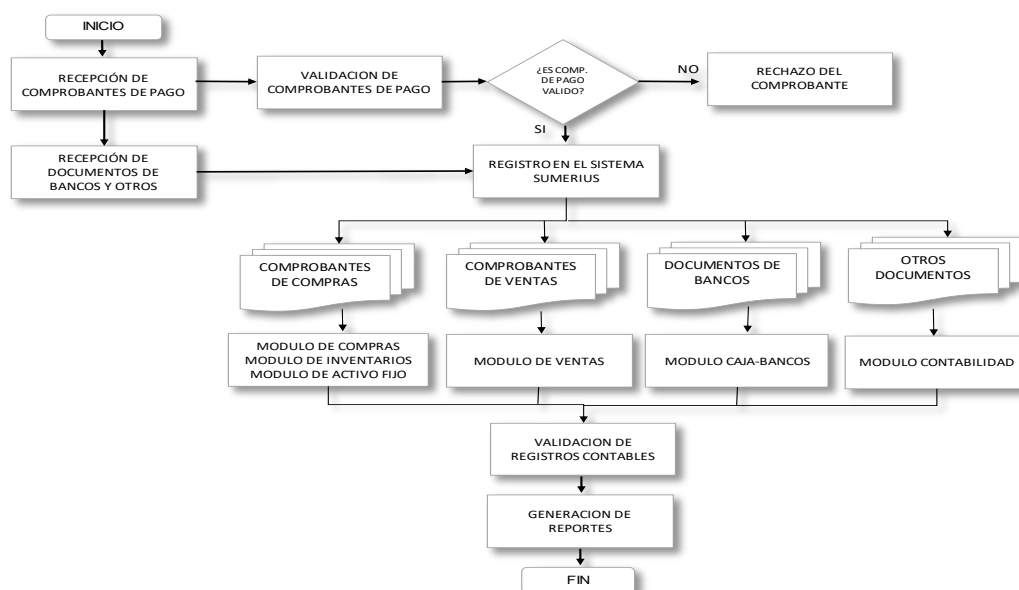 INICIO
RECEPCIÓN DE
COMPROBANTES DE PAGO
VALIDACION DE
COMPROBANTES DE PAGO
¿ES COMP.
DE PAGO
VALIDO?
NO
RECHAZO DEL
COMPROBANTE
SI
RECEPCIÓN DE
DOCUMENTOS DE
BANCOS Y OTROS
REGISTRO EN EL SISTEMA
SUMERIUS
COMPROBANTES
DE COMPRAS
COMPROBANTES
DE VENTAS
DOCUMENTOS DE
BANCOS
OTROS
DOCUMENTOS
MODULO DE COMPRAS
MODULO DE INVENTARIOS
MODULO DE ACTIVO FIJO
MODULO DE VENTAS
MODULO CAJA-BANCOS
MODULO CONTABILIDAD
VALIDACION DE
REGISTROS CONTABLES
GENERACION DE
REPORTES
FIN